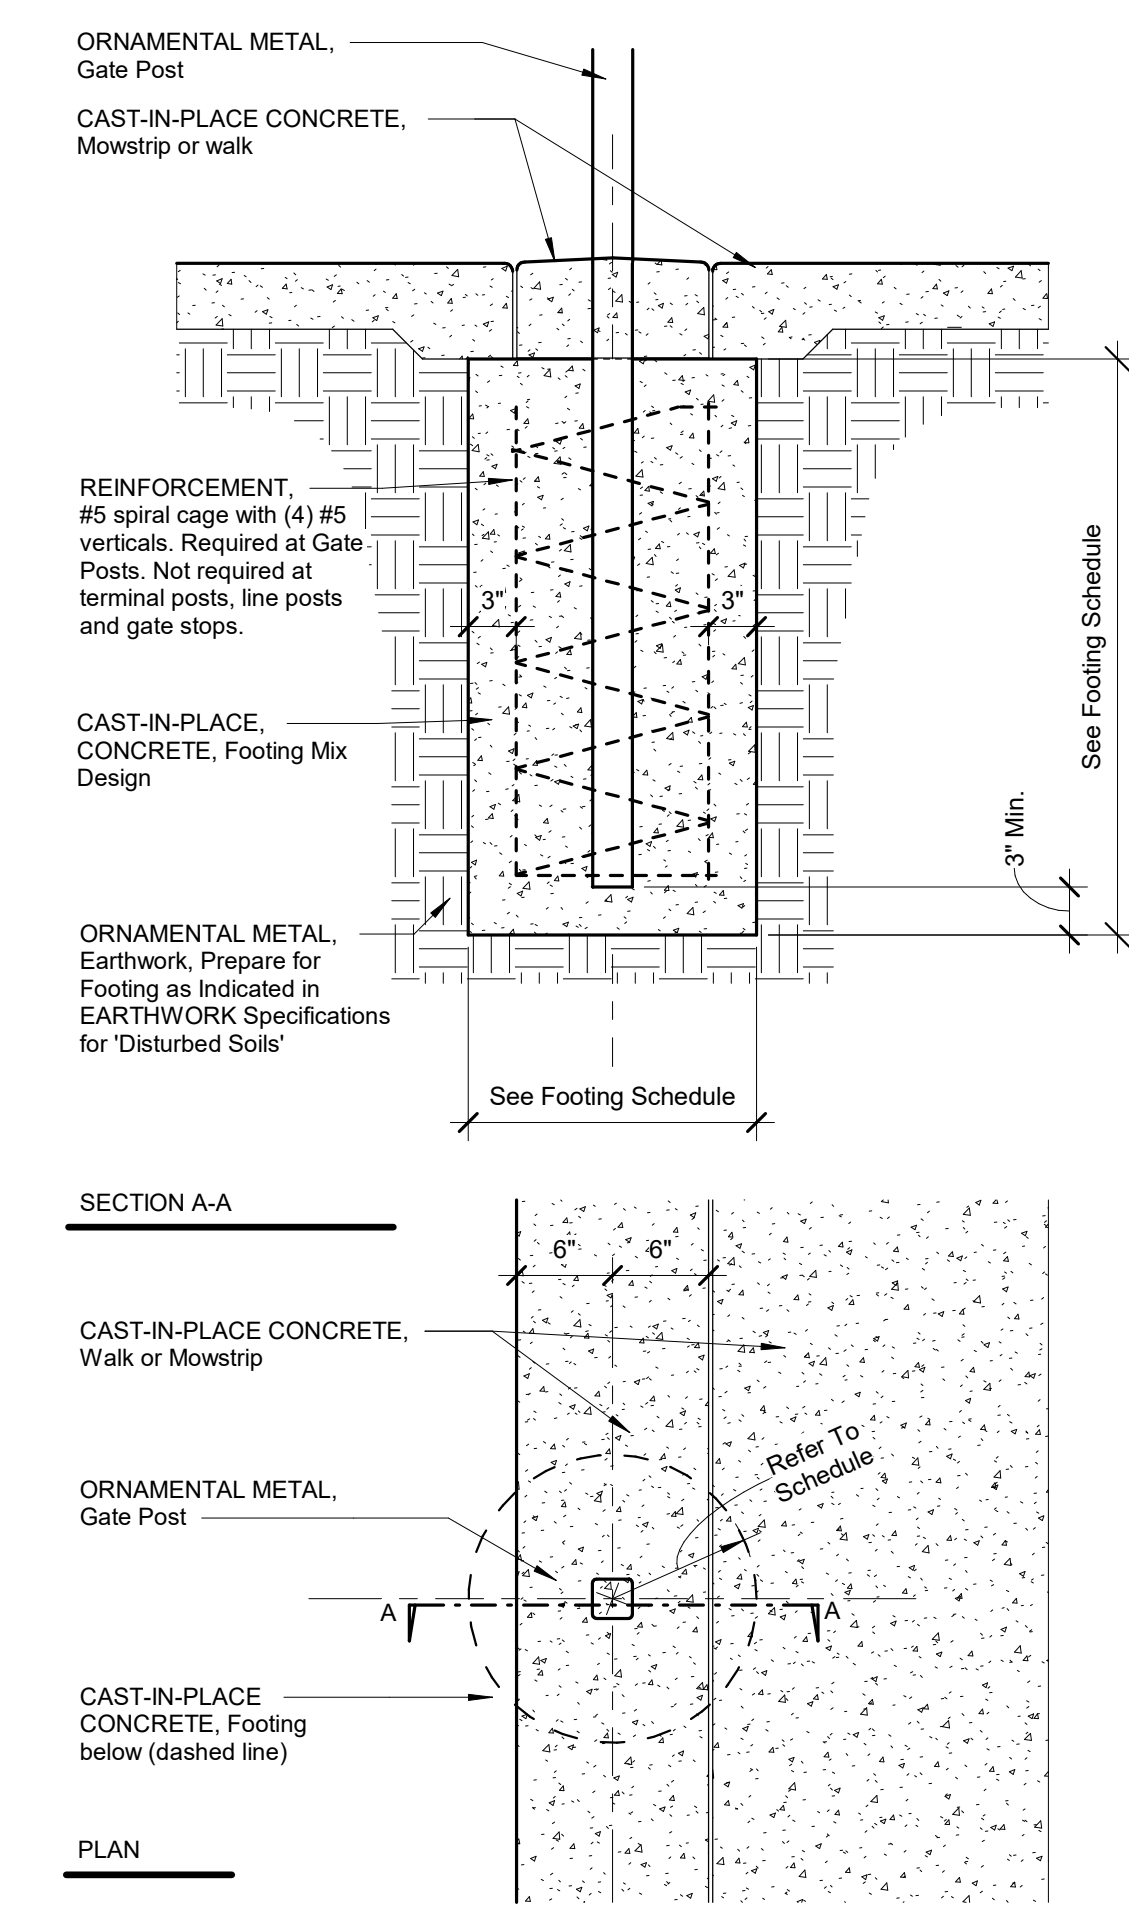 ORNAMENTAL METAL,
Gate Post
CAST-IN-PLACE CONCRETE,
Mowstrip or walk
REINFORCEMENT,
#5 spiral cage with (4) #5
verticals. Required at Gate
Posts. Not required at
terminal posts, line posts
and gate stops.
3"
3"
See Footing Schedule
CAST-IN-PLACE,
CONCRETE, Footing Mix
Design
3" Min.
ORNAMENTAL METAL,
Earthwork, Prepare for
Footing as Indicated in
EARTHWORK Specifications
for 'Disturbed Soils'
See Footing Schedule
SECTION A-A
6"
6"
CAST-IN-PLACE CONCRETE,
Walk or Mowstrip
Refer To
Schedule
ORNAMENTAL METAL,
Gate Post
A
A
CAST-IN-PLACE
CONCRETE, Footing
below (dashed line)
PLAN